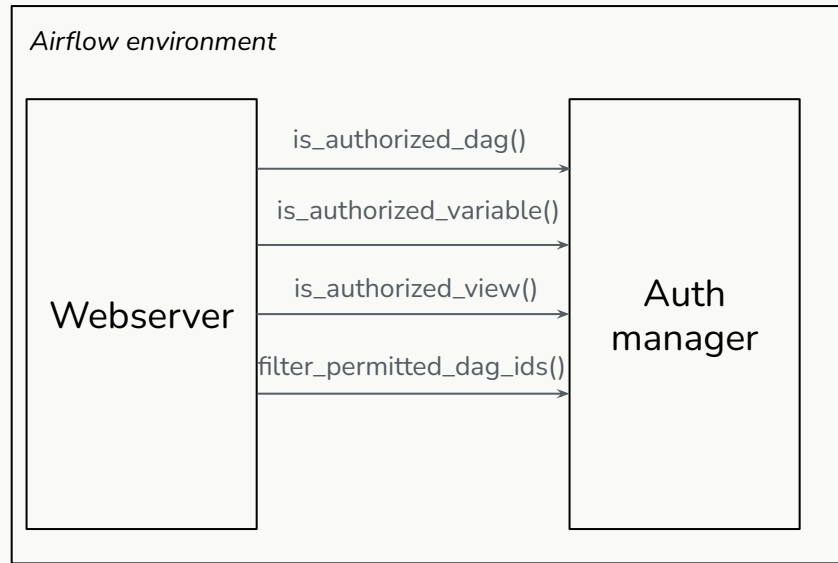 Airflow environment
is_authorized_dag()
is_authorized_variable()
is_authorized_view()
filter_permitted_dag_ids()
Webserver
Auth
manager